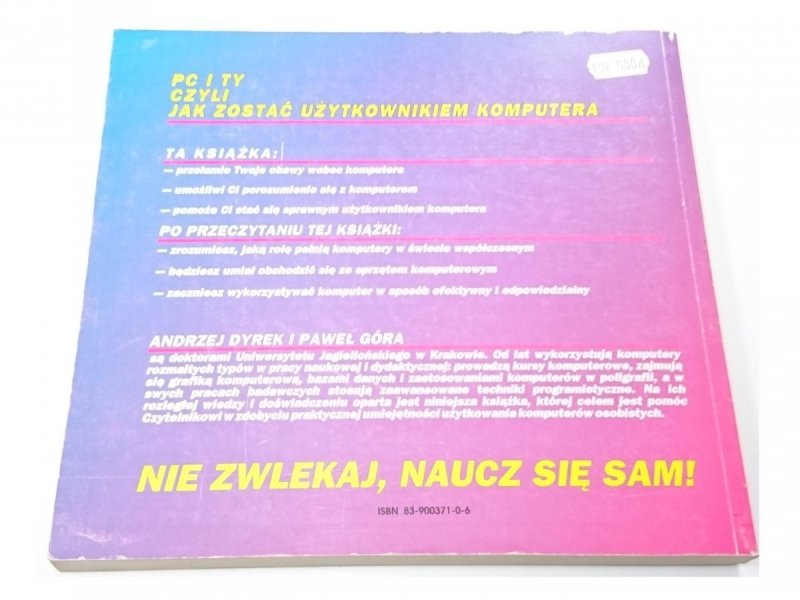 108 000zł
PC I TY
CZYLI
JAK ZOSTAĆ UŻYTKOWNIKIEM KOMPUTERA
TA KSIĄŻKA:
— przełamie Twoje obawy wobec komputera
— umożliwi Ci porozumienie się z komputerem
— pomoże Ci stać się sprawnym użytkownikiem komputera
PO PRZECZYTANIU TEJ KSIĄŻKI:
— zrozumiesz, jaką rolę pełnią komputery w świecie współczesnym
— będziesz umiał obchodzić się ze sprzętem komputerowym
— zaczniesz wykorzystywać komputer w sposób efektywny i odpowiedzialny
ANDRZEJ DYREK I PAWEŁ GÓRA
są doktorami Uniwersytetu Jagiellońskiego w Krakowie. Od lat wykorzystują komputery
rozmaitych typów w pracy naukowej i dydaktycznej: prowadzą kursy komputerowe, zajmują
się grafiką komputerową, bazami danych i zastosowaniami komputerów w poligrafii, a w
swych pracach badawczych stosują zaawansowane techniki programistyczne. Na ich
rozległej wiedzy i doświadczeniu oparta jest niniejsza książka, której celem jest pomóc
Czytelnikowi w zdobyciu praktycznej umiejętności użytkowania komputerów osobistych.
NIE ZWLEKAJ, NAUCZ SIĘ SAM!
ISBN 83-900371-0-6